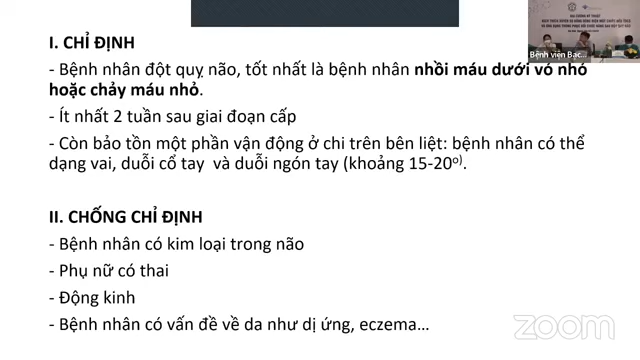 I. CHỈ ĐỊNH
- Bệnh nhân đột quỵ não, tốt nhất là bệnh nhân nhồi máu dưới vỏ nhỏ
hoặc chảy máu nhỏ.
- Ít nhất 2 tuần sau giai đoạn cấp
- Còn bảo tồn một phần vận động ở chi trên bên liệt: bệnh nhân có thể
dạng vai, duỗi cổ tay và duỗi ngón tay (khoảng 15-20º).
II. CHỐNG CHỈ ĐỊNH
- Bệnh nhân có kim loại trong não
- Phụ nữ có thai
- Động kinh
- Bệnh nhân có vấn đề về da như dị ứng, eczema…
Bệnh viện Bạc...
zoom